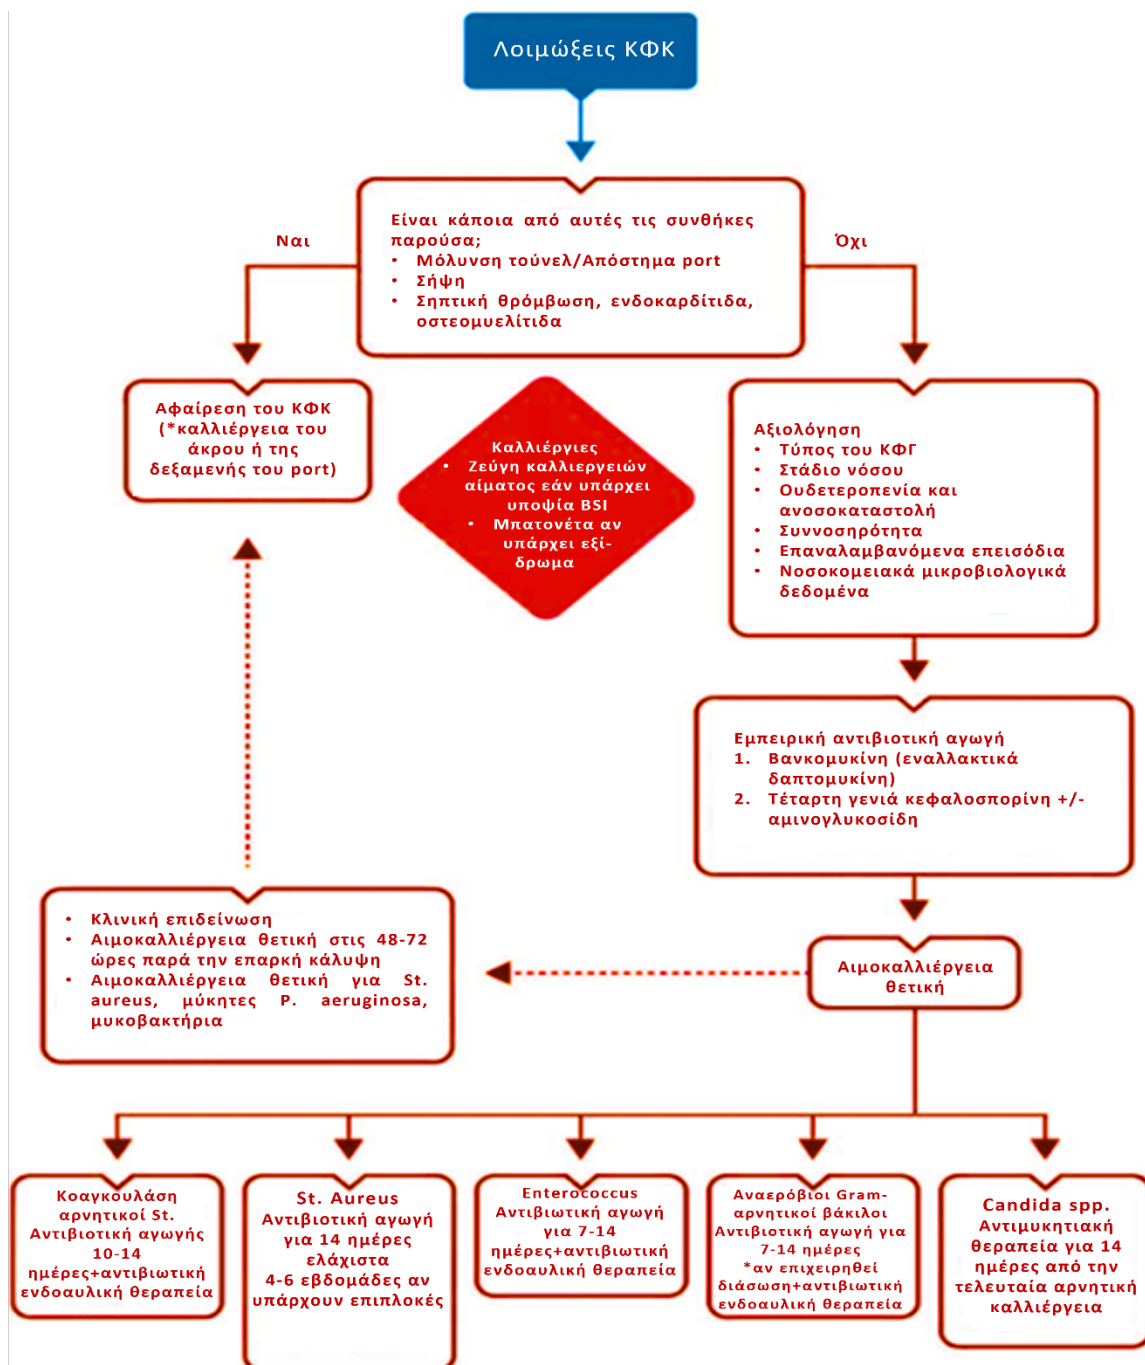 Λοιμώξεις ΚΦΚ
Είναι κάποια από αυτές τις συνθήκες
παρούσα;
• Μόλυνση τούνελ/Απόστημα port
• Σήψη
• Σηπτική θρόμβωση, ενδοκαρδίτιδα,
οστεομυελίτιδα
Ναι
Όχι
Αφαίρεση του ΚΦΚ
(*καλλιέργεια του
άκρου ή της
δεξαμενής του port)
Καλλιέργιες
• Ζεύγη καλλιεργειών
αίματος εάν υπάρχει
υποψία BSI
• Μπατονέτα αν
υπάρχει εξί-
δρωμα
Αξιολόγηση
• Τύπος του ΚΦΓ
• Στάδιο νόσου
• Ουδετεροπενία και
ανοσοκαταστολή
• Συννοσηρότητα
• Επαναλαμβανόμενα επεισόδια
• Νοσοκομειακά μικροβιολογικά
δεδομένα
Εμπειρική αντιβιοτική αγωγή
1. Βανκομυκίνη (εναλλακτικά
δαπτομυκίνη)
2. Τέταρτη γενιά κεφαλοσπορίνη +/-
αμινογλυκοσίδη
• Κλινική επιδείνωση
• Αιμοκαλλιέργεια θετική στις 48-72
ώρες παρά την επαρκή κάλυψη
• Αιμοκαλλιέργεια θετική για St.
aureus, μύκητες P. aeruginosa,
μυκοβακτήρια
Αιμοκαλλιέργεια
θετική
Κοαγκουλάση
αρνητικοί St.
Αντιβιοτική αγωγής
10-14
ημέρες+αντιβιωτική
ενδοαυλική θεραπεία
St. Aureus
Αντιβιοτική αγωγή
για 14 ημέρες
ελάχιστα
4-6 εβδομάδες αν
υπάρχουν επιπλοκές
Enterococcus
Αντιβιωτική αγωγή
για 7-14
ημέρες+αντιβιωτική
ενδοαυλική θεραπεία
Αναερόβιοι Gram-
αρνητικοί βάκιλοι
Αντιβιοτική αγωγή για
7-14 ημέρες
*αν επιχειρηθεί
διάσωση+αντιβιωτική
ενδοαυλική θεραπεία
Candida spp.
Αντιμυκητιακή
θεραπεία για 14
ημέρες από την
τελευταία αρνητική
καλλιέργεια